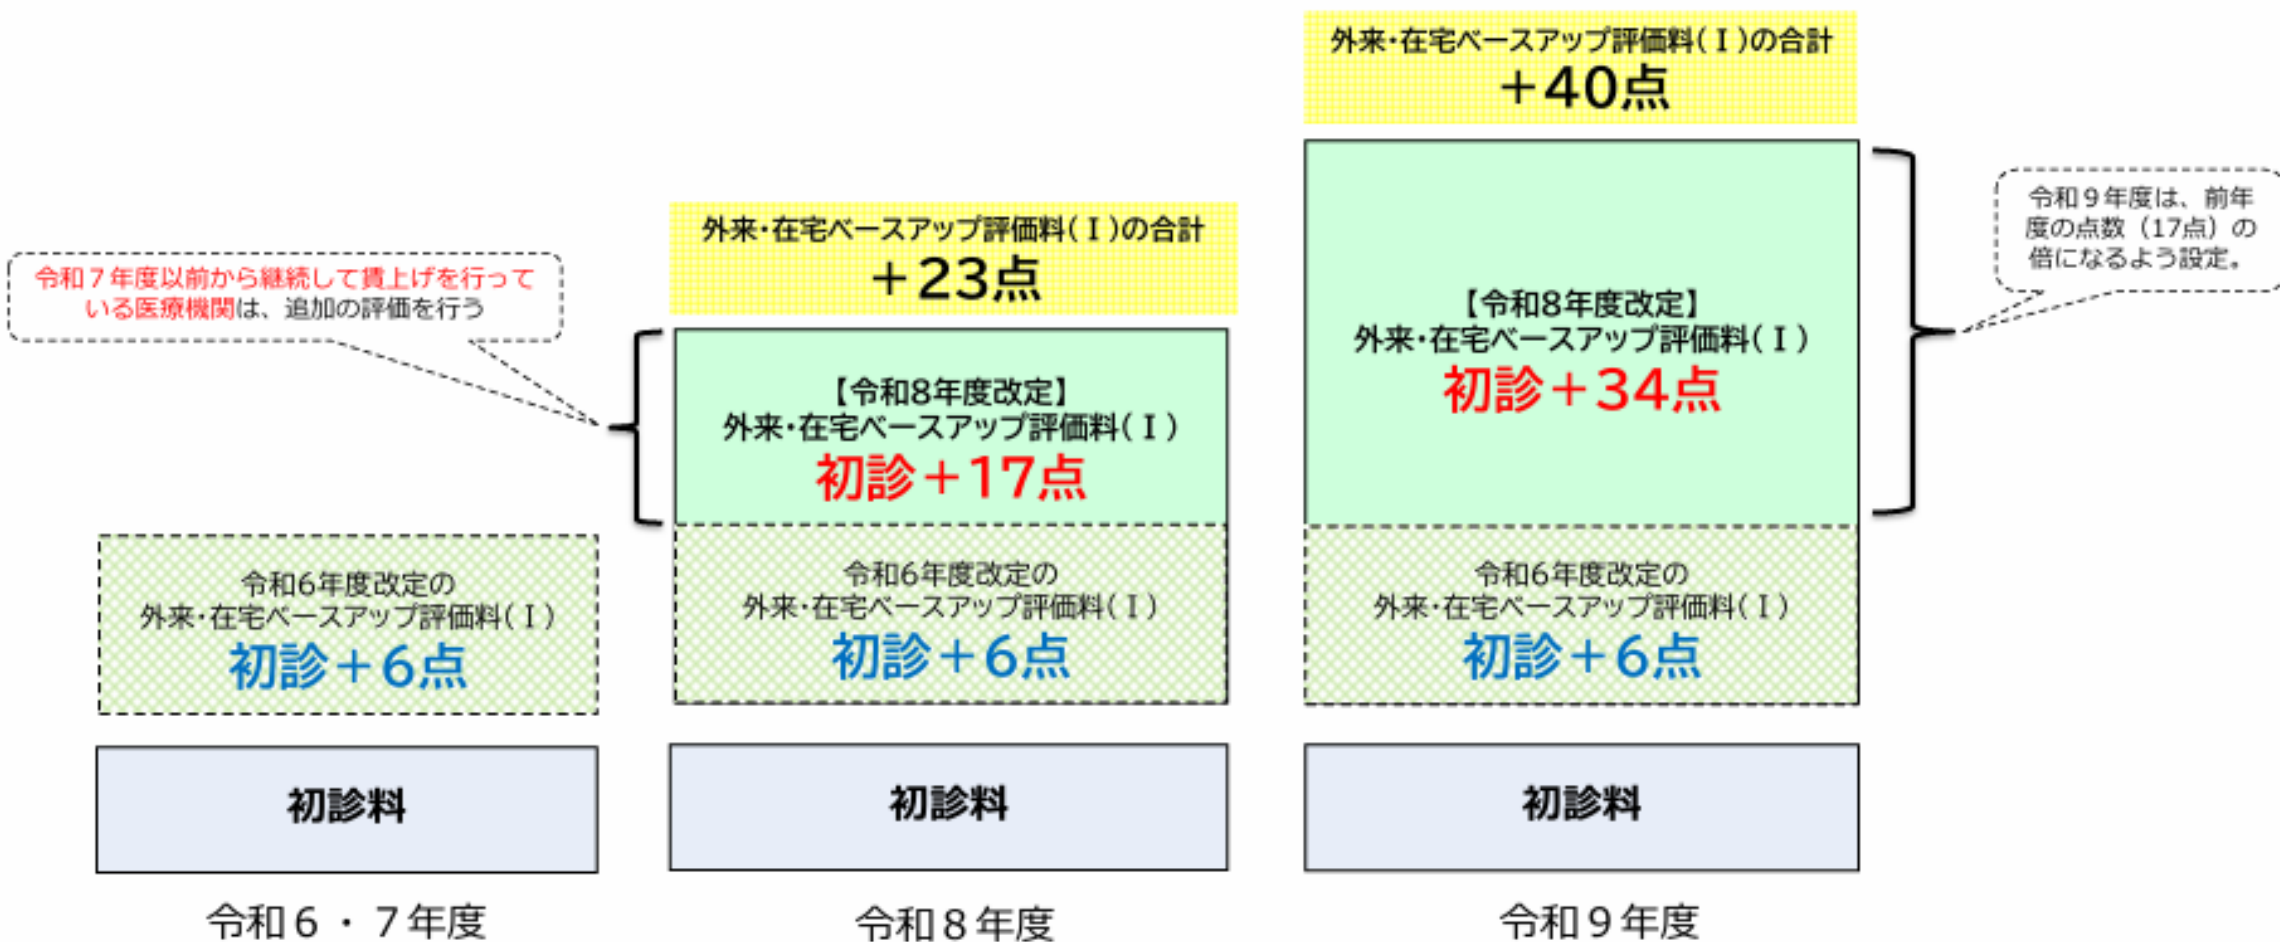 外来・在宅ベースアップ評価料(Ⅰ)の合計
＋40点
外来・在宅ベースアップ評価料(Ⅰ)の合計
＋23点
令和７年度以前から継続して賃上げを行って
いる医療機関は、追加の評価を行う
令和９年度は、前年
度の点数（17点）の
倍になるよう設定。
令和6年度改定の
外来・在宅ベースアップ評価料(Ⅰ)
初診＋6点
初診料
令和６・７年度
【令和8年度改定】
外来・在宅ベースアップ評価料(Ⅰ)
初診＋17点
令和6年度改定の
外来・在宅ベースアップ評価料(Ⅰ)
初診＋6点
初診料
令和８年度
【令和8年度改定】
外来・在宅ベースアップ評価料(Ⅰ)
初診＋34点
令和6年度改定の
外来・在宅ベースアップ評価料(Ⅰ)
初診＋6点
初診料
令和９年度